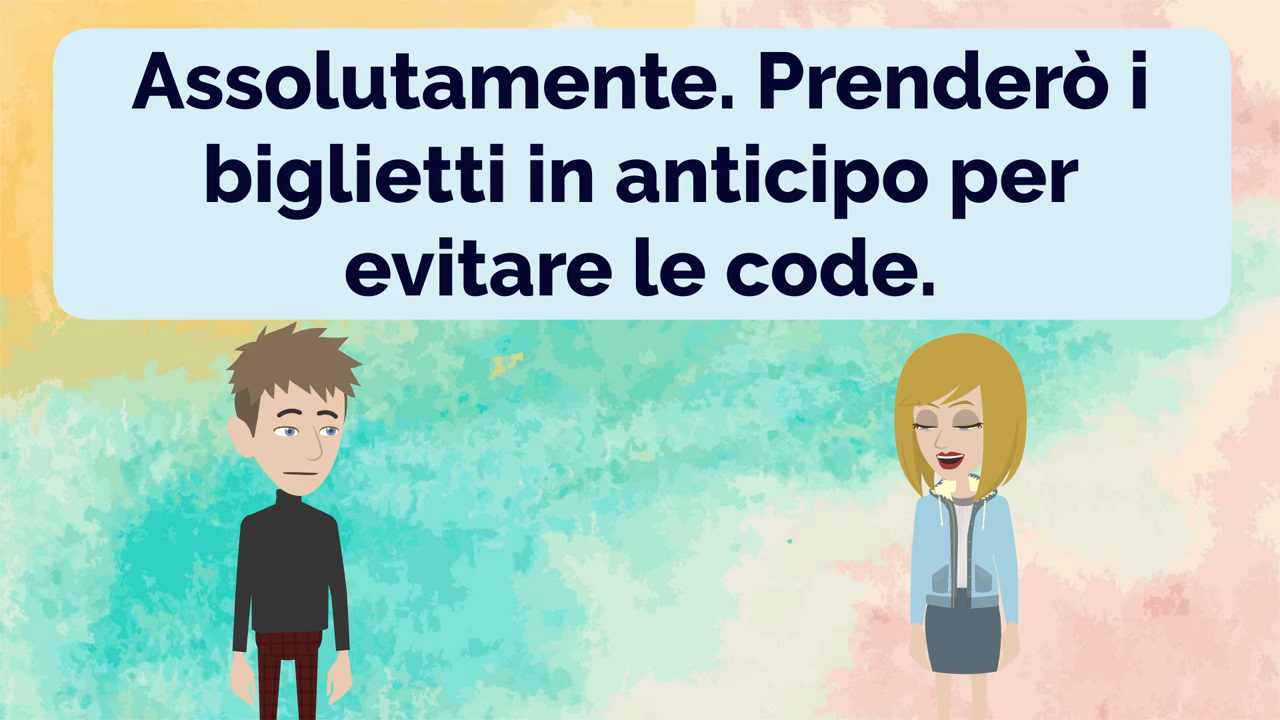 Assolutamente. Prenderò i
biglietti in anticipo per
evitare le code.